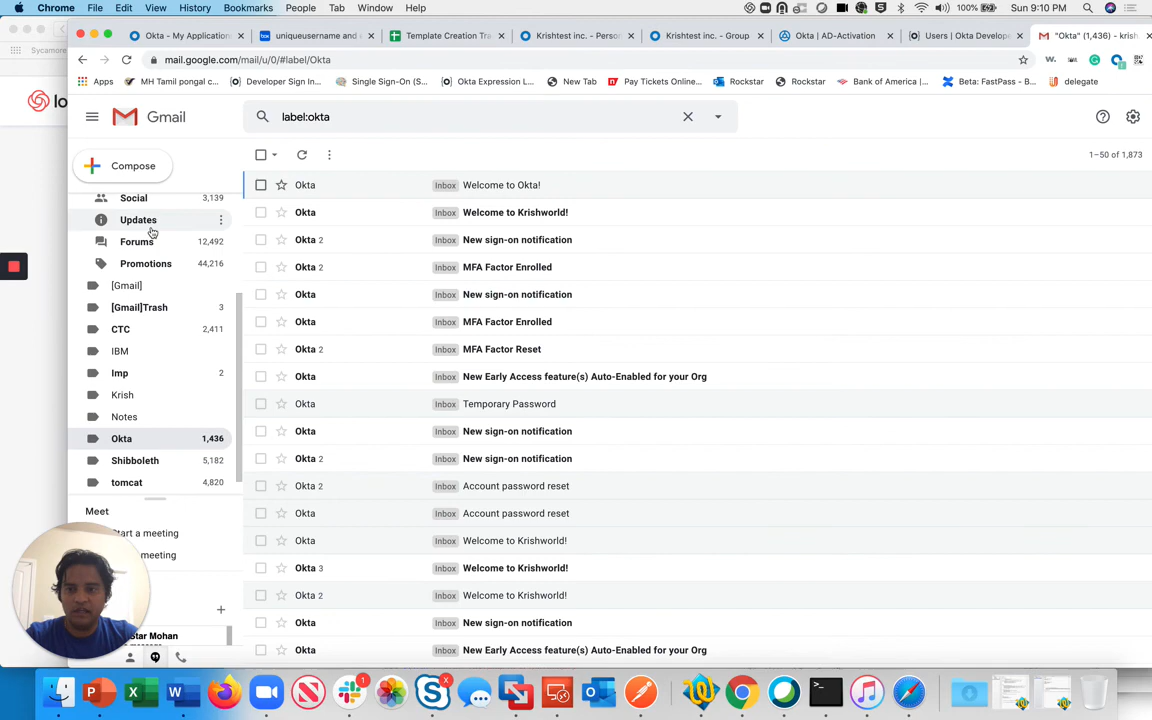 Chrome File Edit View History Bookmarks People Tab Window Help 100% Sun 9:10 PM
Okta - My Application
uniqueusername and
Template Creation Tra
Krishtest inc. - Perso
Krishtest inc. - Group
Okta | AD-Activation
Users | Okta Develop
"Okta" (1,436) - krish
mail.google.com/mail/u/0/#label/Okta
Sycamore
Apps MH Tamil pongal c... Developer Sign In... Single Sign-On (S... Okta Expression L... New Tab Pay Tickets Online... Rockstar Rockstar Bank of America |... Beta: FastPass - B... delegate
lo
Gmail
label:okta
Compose
1–50 of 1,873
Social 3,139
Updates
Forums 12,492
Promotions 44,216
[Gmail]
[Gmail]Trash 3
CTC 2,411
IBM
Imp 2
Krish
Notes
Okta 1,436
Shibboleth 5,182
tomcat 4,820
Meet
tart a meeting
meeting
Star Mohan
Okta Inbox Welcome to Okta!
Okta Inbox Welcome to Krishworld!
Okta 2 Inbox New sign-on notification
Okta 2 Inbox MFA Factor Enrolled
Okta Inbox New sign-on notification
Okta Inbox MFA Factor Enrolled
Okta 2 Inbox MFA Factor Reset
Okta Inbox New Early Access feature(s) Auto-Enabled for your Org
Okta Inbox Temporary Password
Okta Inbox New sign-on notification
Okta 2 Inbox New sign-on notification
Okta 2 Inbox Account password reset
Okta Inbox Account password reset
Okta Inbox Welcome to Krishworld!
Okta 3 Inbox Welcome to Krishworld!
Okta 2 Inbox Welcome to Krishworld!
Okta Inbox New sign-on notification
Okta Inbox New Early Access feature(s) Auto-Enabled for your Org